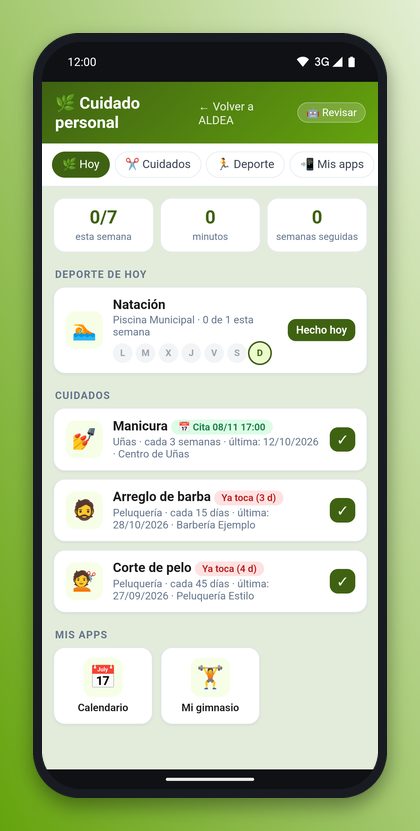 12:00
3G
🌿 Cuidado
personal
← Volver a
ALDEA
🤖 Revisar
🌿 Hoy
✂️ Cuidados
🏃 Deporte
📲 Mis apps
0/7
esta semana
0
minutos
0
semanas seguidas
DEPORTE DE HOY
Natación
Piscina Municipal · 0 de 1 esta
semana
L M X J V S D
Hecho hoy
CUIDADOS
Manicura 📅 Cita 08/11 17:00
Uñas · cada 3 semanas · última: 12/10/2026
· Centro de Uñas
✓
Arreglo de barba Ya toca (3 d)
Peluquería · cada 15 días · última:
28/10/2026 · Barbería Ejemplo
✓
Corte de pelo Ya toca (4 d)
Peluquería · cada 45 días · última:
27/09/2026 · Peluquería Estilo
✓
MIS APPS
July
17
Calendario
Mi gimnasio